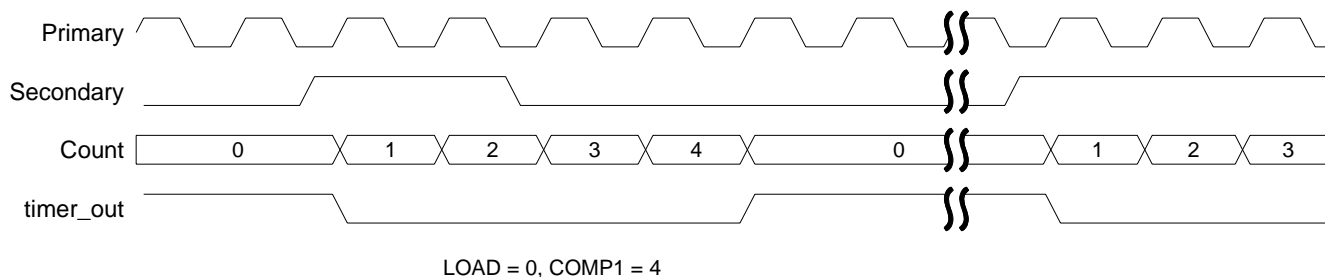 Primary
Secondary
Count 0 1 2 3 4 0 1 2 3
timer_out
LOAD = 0, COMP1 = 4